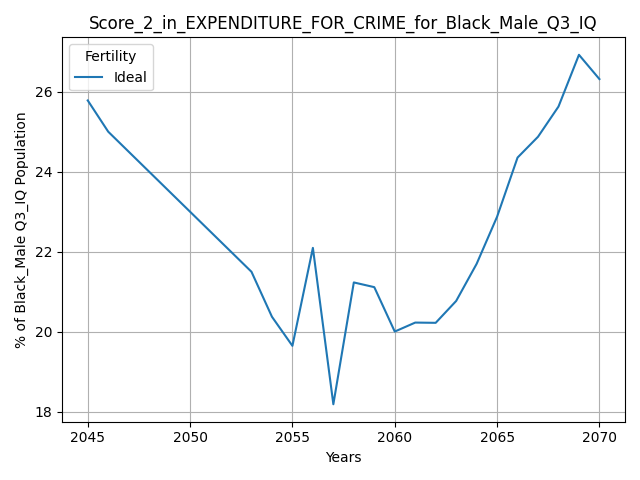 Score_2_in_EXPENDITURE_FOR_CRIME_for_Black_Male_Q3_IQ
Fertility
Ideal
% of Black_Male Q3_IQ Population
26
24
22
20
18
2045 2050 2055 2060 2065 2070
Years